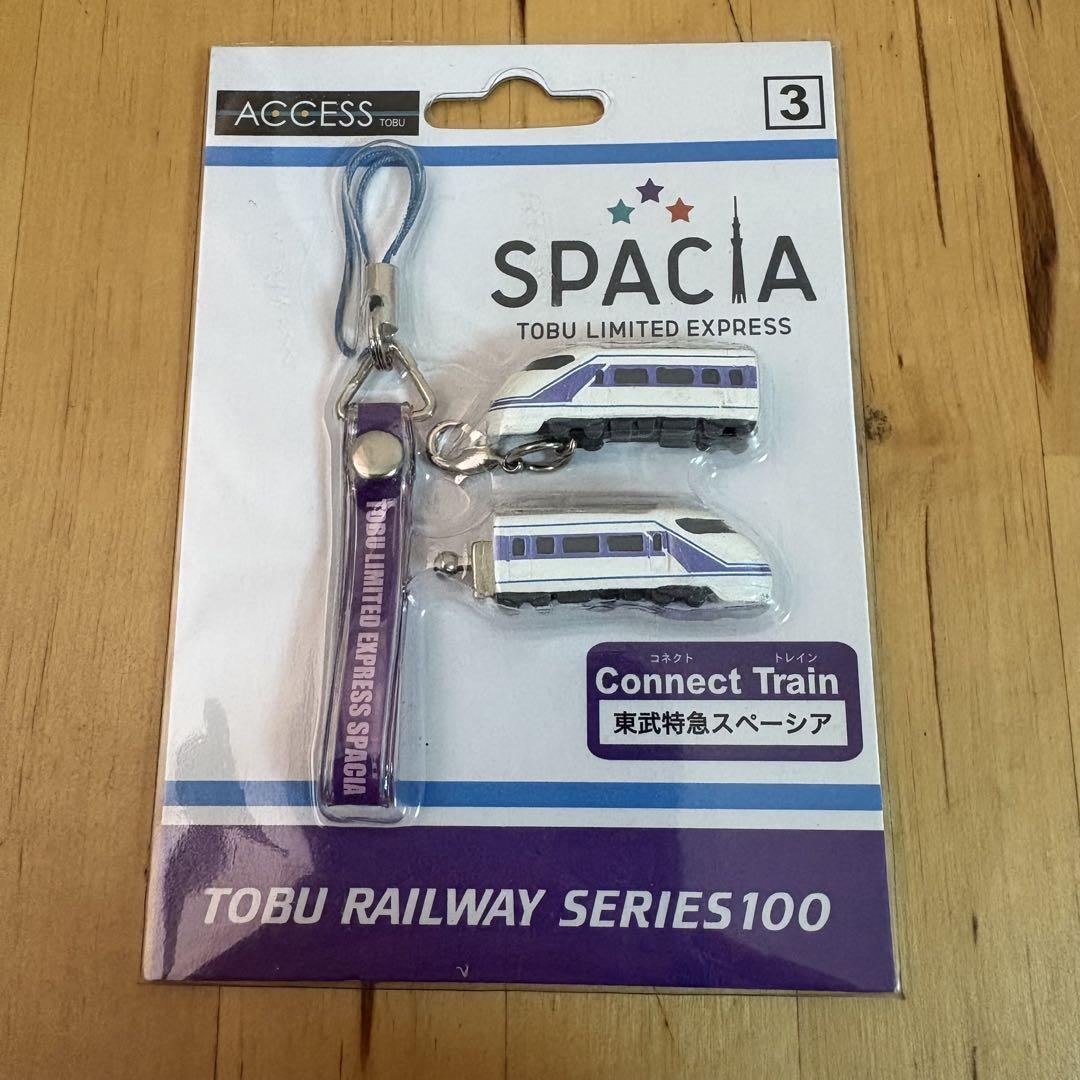 ACCESS TOBU
3
SPACIA
TOBU LIMITED EXPRESS
TOBU LIMITED EXPRESS SPACIA
コネクト トレイン
Connect Train
東武特急スペーシア
TOBU RAILWAY SERIES100